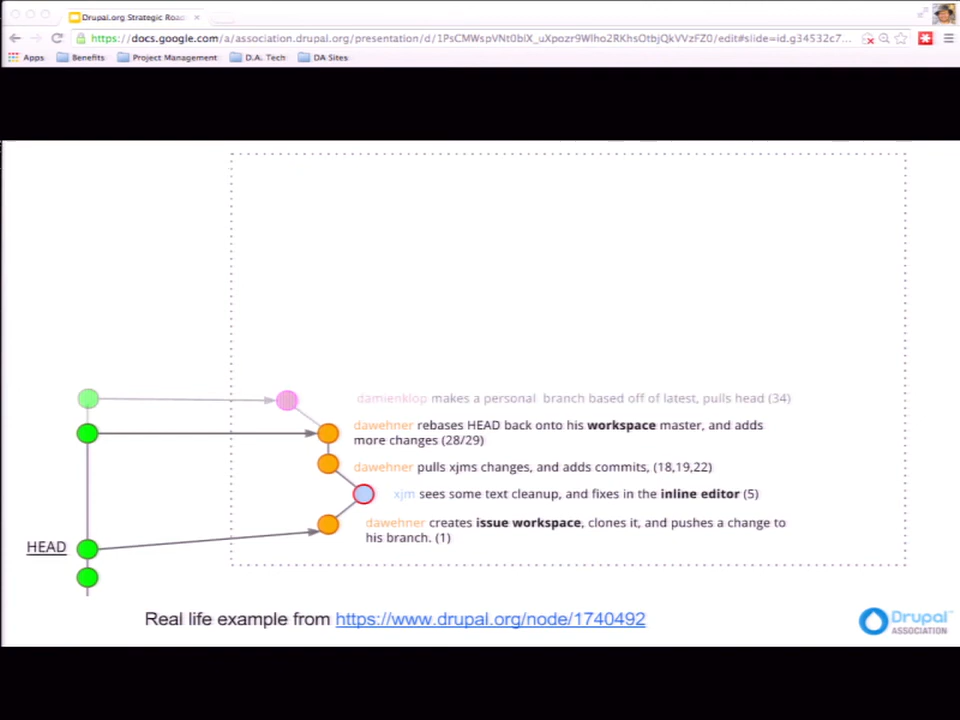 Drupal.org Strategic Road
https://docs.google.com/a/association.drupal.org/presentation/d/1PsCMWspVNt0blX_uXpozr9Wlho2RKhsOtbjQkVVzFZ0/edit#slide=id.g34532c7...
Apps Benefits Project Management D.A. Tech DA Sites
damienklop makes a personal branch based off of latest, pulls head (34)
dawehner rebases HEAD back onto his workspace master, and adds
more changes (28/29)
dawehner pulls xjms changes, and adds commits, (18,19,22)
xjm sees some text cleanup, and fixes in the inline editor (5)
dawehner creates issue workspace, clones it, and pushes a change to
his branch. (1)
HEAD
Real life example from https://www.drupal.org/node/1740492
Drupal
ASSOCIATION